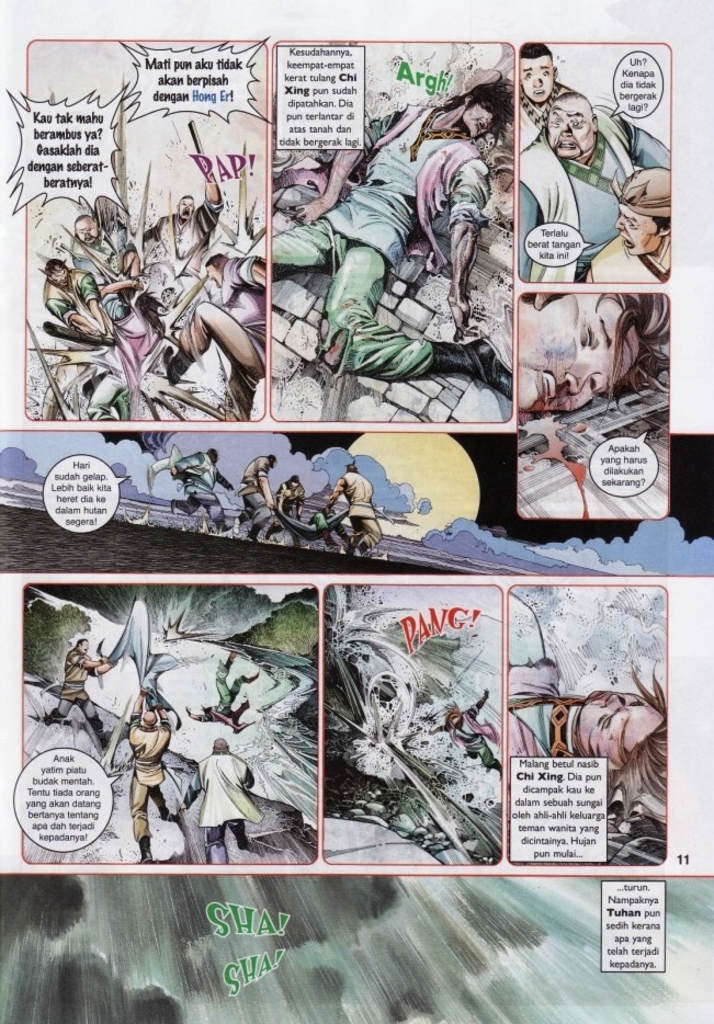 Mati pun aku tidak
akan berpisah
dengan Hong Er!
Kau tak mahu
berambus ya?
Gasaklah dia
dengan seberat-
beratnya!
PAP!
Kesudahannya,
keempat-empat
kerat tulang Chi
Xing pun sudah
dipatahkan. Dia
pun terlantar di
atas tanah dan
tidak bergerak lagi.
Argh!
Uh?
Kenapa
dia tidak
bergerak
lagi?
Terlalu
berat tangan
kita ini!
Apakah
yang harus
dilakukan
sekarang?
Hari
sudah gelap.
Lebih baik kita
heret dia ke
dalam hutan
segera!
Anak
yatim piatu
budak mentah.
Tentu tiada orang
yang akan datang
bertanya tentang
apa dah terjadi
kepadanya!
PANG!
Malang betul nasib
Chi Xing. Dia pun
dicampak kau ke
dalam sebuah sungai
oleh ahli-ahli keluarga
teman wanita yang
dicintainya. Hujan
pun mulai...
11
...turun.
Nampaknya
Tuhan pun
sedih kerana
apa yang
telah terjadi
kepadanya.
SHA!
SHA!